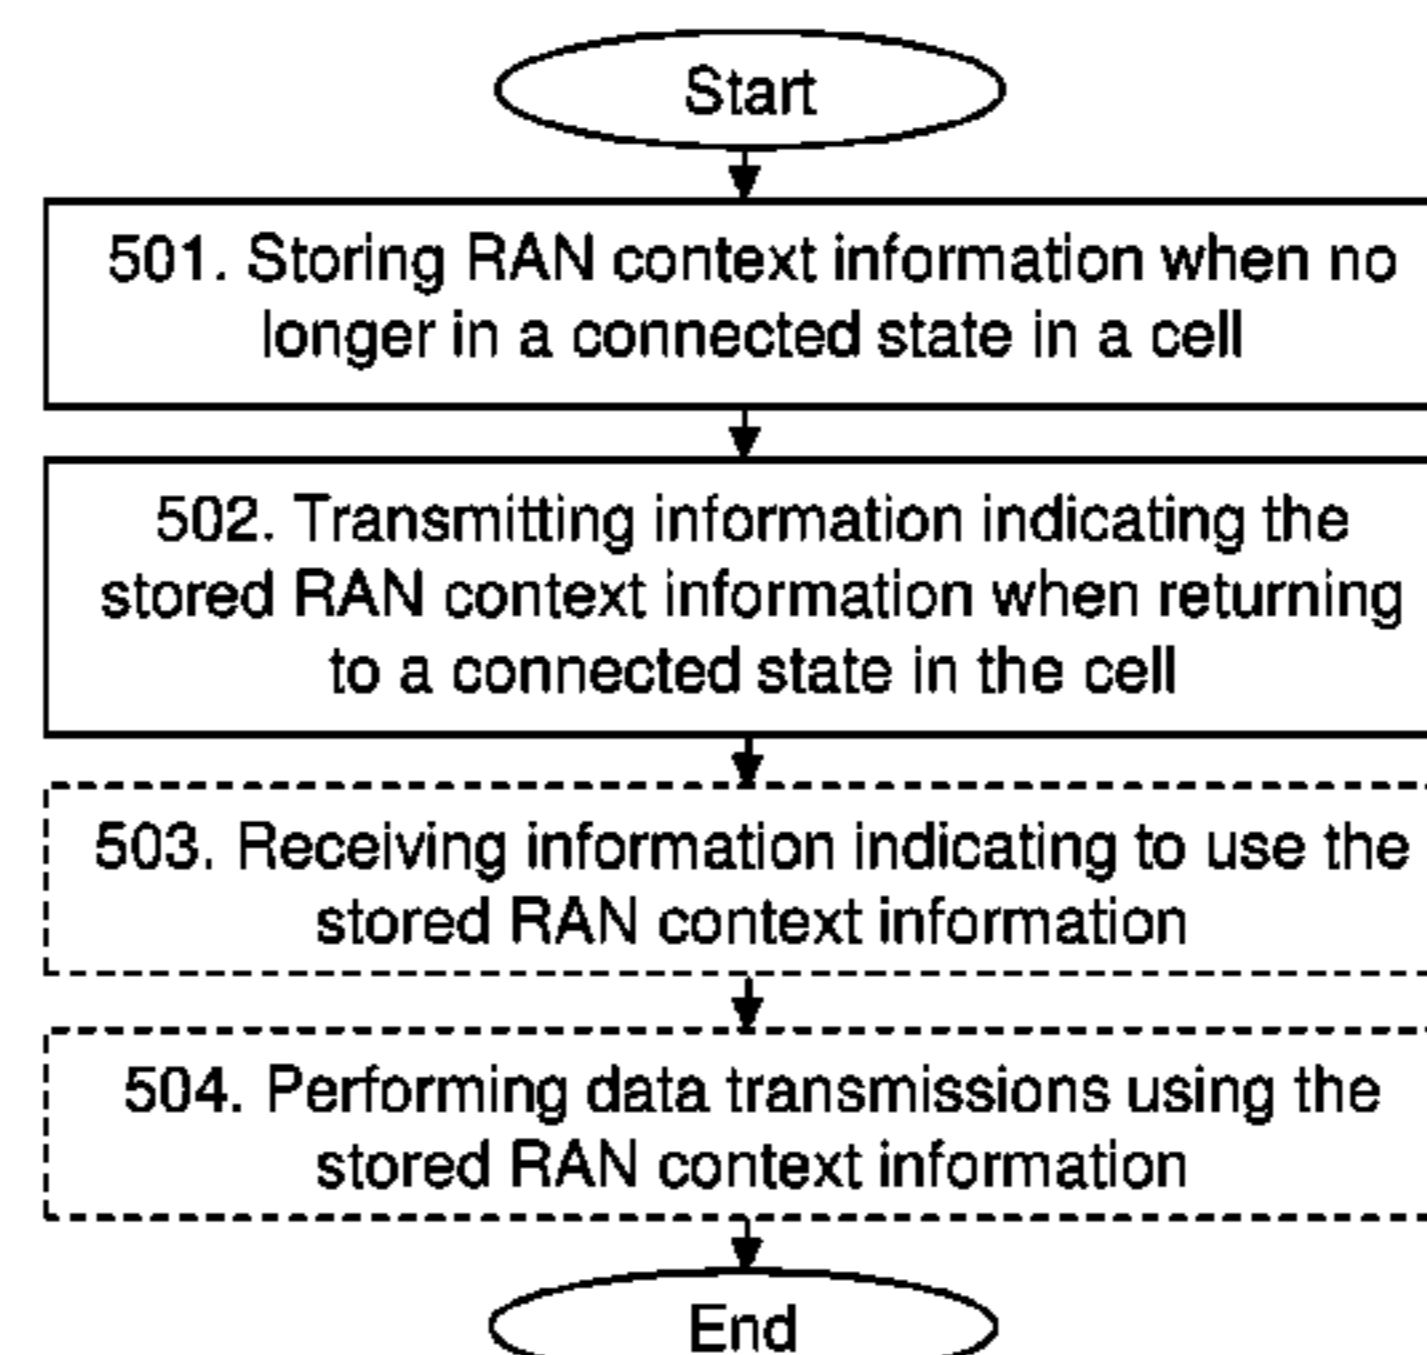 Start
501. Storing RAN context information when no
longer in a connected state in a cell
502. Transmitting information indicating the
stored RAN context information when returning
to a connected state in the cell
503. Receiving information indicating to use the
stored RAN context information
504. Performing data transmissions using the
stored RAN context information
End